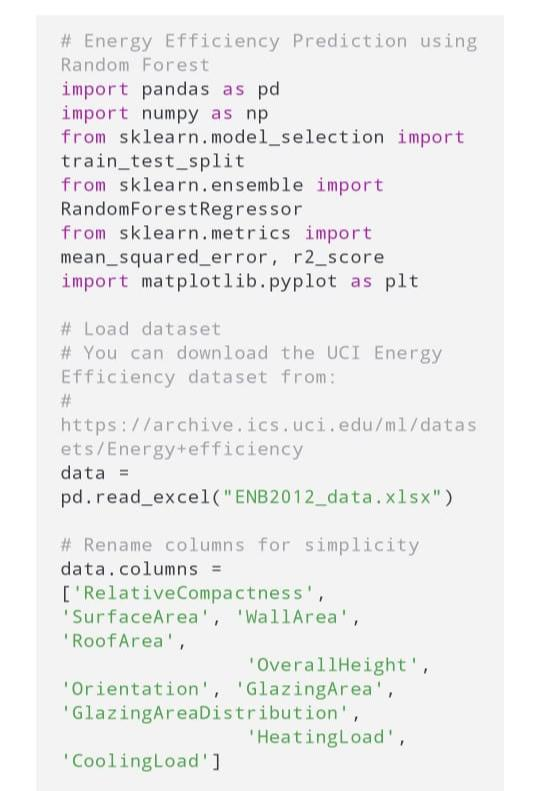 # Energy Efficiency Prediction using
Random Forest
import pandas as pd
import numpy as np
from sklearn.model_selection import
train_test_split
from sklearn.ensemble import
RandomForestRegressor
from sklearn.metrics import
mean_squared_error, r2_score
import matplotlib.pyplot as plt

# Load dataset
# You can download the UCI Energy
Efficiency dataset from:
#
https://archive.ics.uci.edu/ml/datas
ets/Energy+efficiency
data =
pd.read_excel("ENB2012_data.xlsx")

# Rename columns for simplicity
data.columns =
['RelativeCompactness',
'SurfaceArea', 'WallArea',
'RoofArea',
                'OverallHeight',
'Orientation', 'GlazingArea',
'GlazingAreaDistribution',
                'HeatingLoad',
'CoolingLoad']